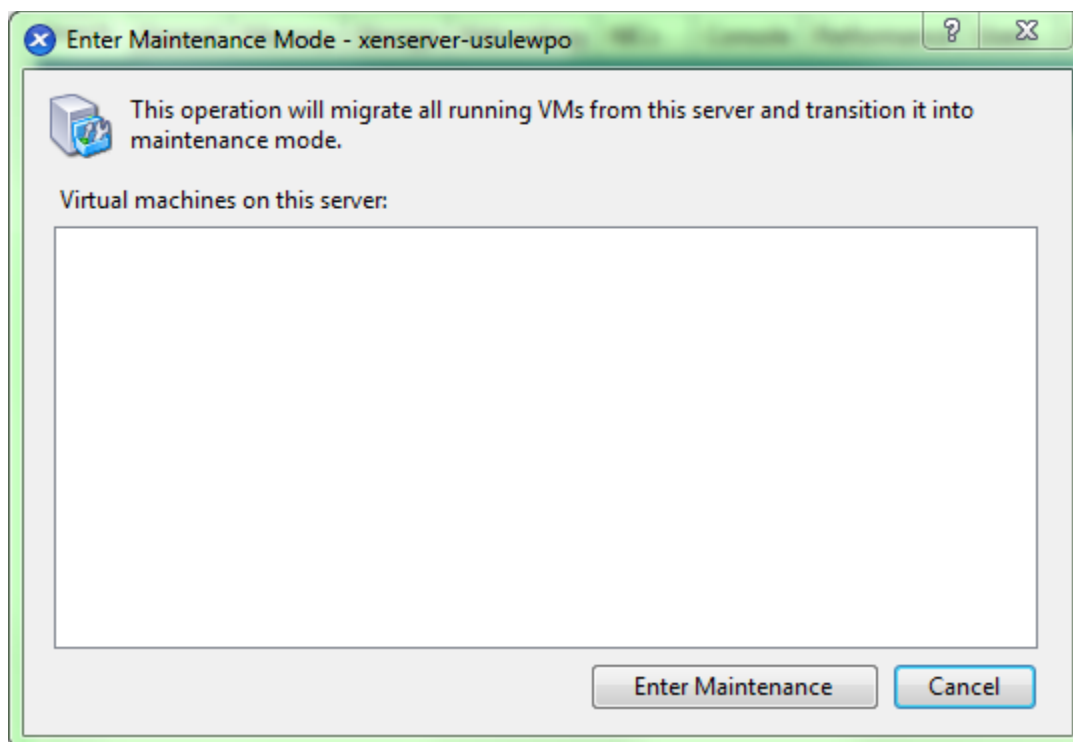 Enter Maintenance Mode - xenserver-usulewpo
This operation will migrate all running VMs from this server and transition it into
maintenance mode.
Virtual machines on this server:
Enter Maintenance
Cancel